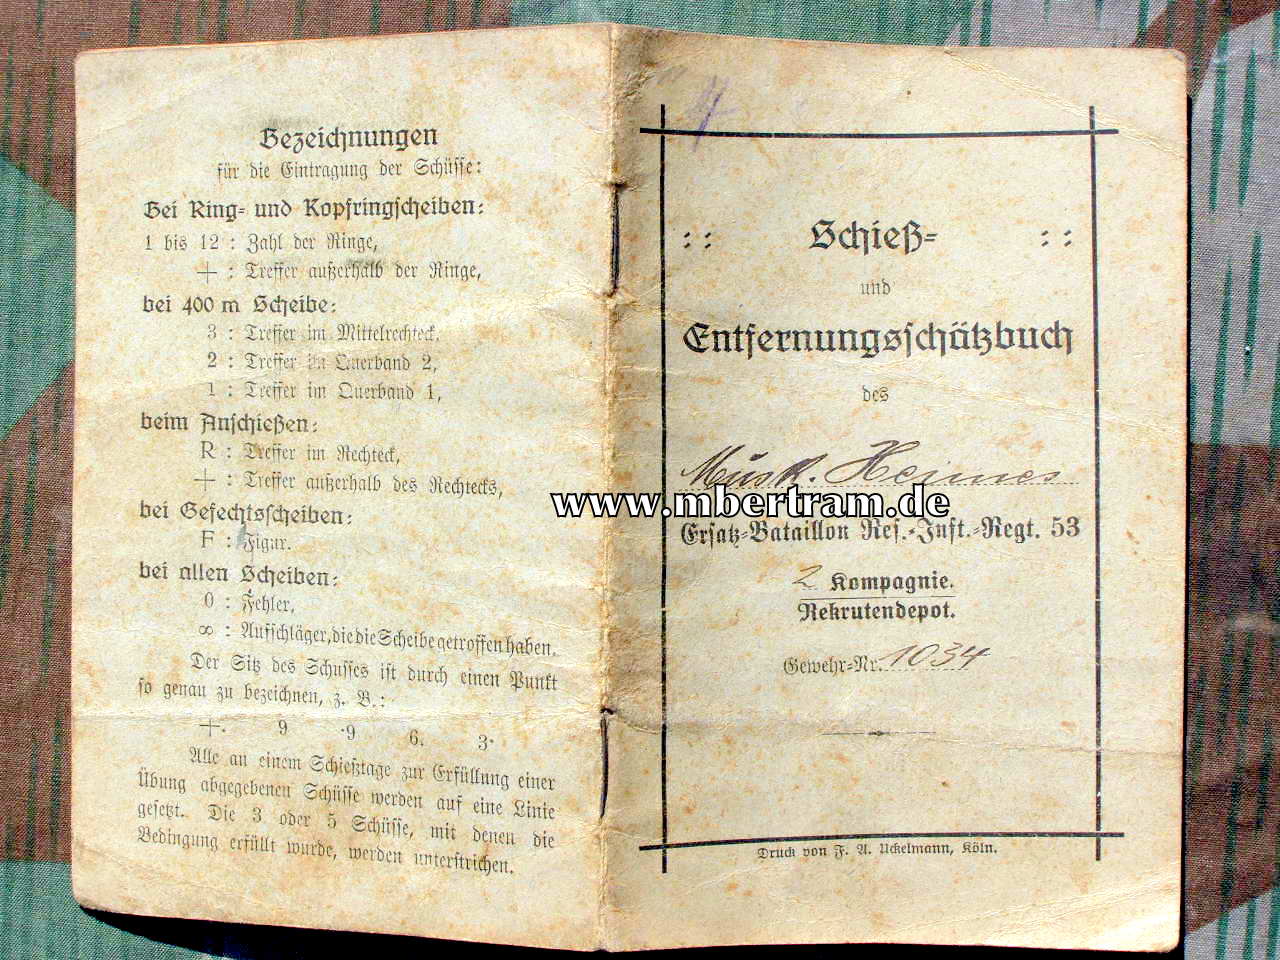 Bezeichnungen
für die Eintragung der Schüsse:
Bei Ring- und Kopfringscheiben:
1 bis 12 : Zahl der Ringe,
+ : Treffer außerhalb der Ringe,
bei 400 m Scheibe:
3 : Treffer im Mittelrechteck,
2 : Treffer im Querband 2,
1 : Treffer im Querband 1,
beim Anschießen:
R : Treffer im Rechteck,
+ : Treffer außerhalb des Rechtecks,
bei Gefechtsscheiben:
F : Figur.
bei allen Scheiben:
0 : Fehler,
∞ : Aufschläger, die die Scheibe getroffen haben.
Der Sitz des Schusses ist durch einen Punkt
so genau zu bezeichnen, z. B.:
+. 9 ·9 6. 3·
Alle an einem Schießtage zur Erfüllung einer
Übung abgegebenen Schüsse werden auf eine Linie
gesetzt. Die 3 oder 5 Schüsse, mit denen die
Bedingung erfüllt wurde, werden unterstrichen.
: : Schieß- : :
und
Entfernungsschätzbuch
des
Musk. Heimes
www.mbertram.de
Ersatz-Bataillon Res.-Inft.-Regt. 53
2 Kompagnie.
Rekrutendepot.
Gewehr-Nr. 1034
Druck von F. A. Uckelmann, Köln.